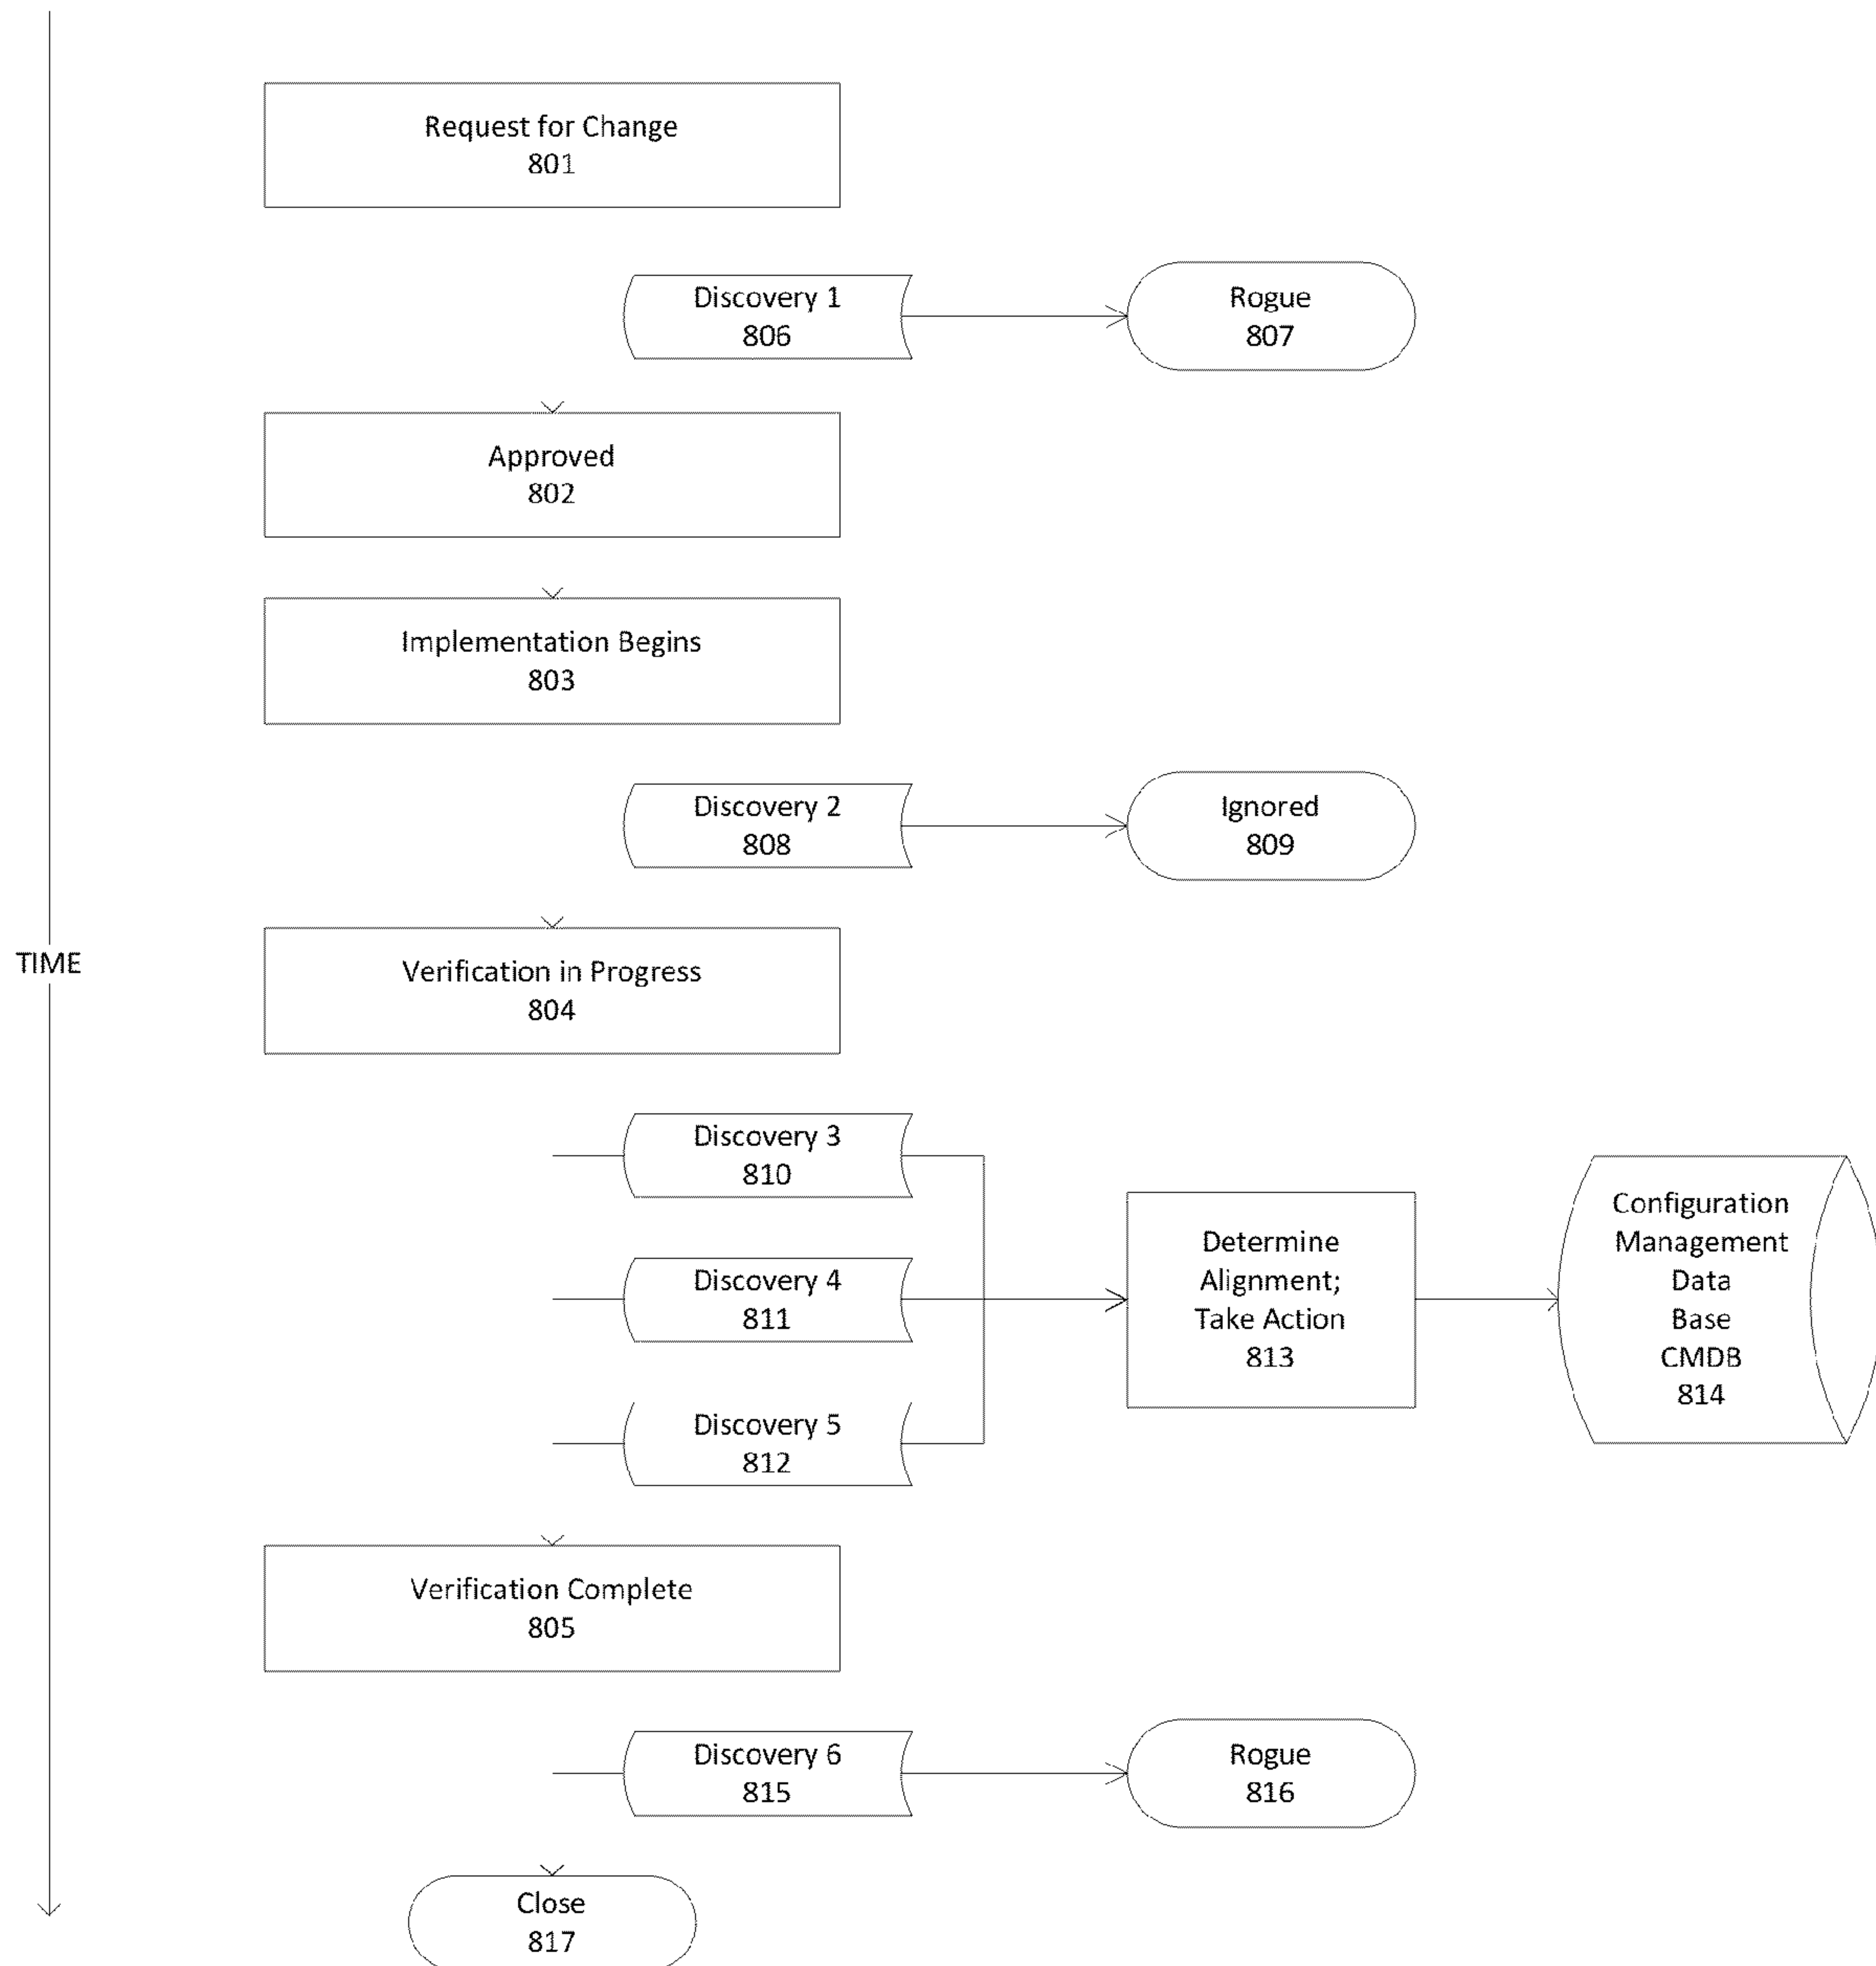 Request for Change
801
Discovery 1
806
Rogue
807
Approved
802
Implementation Begins
803
Discovery 2
808
Ignored
809
TIME
Verification in Progress
804
Discovery 3
810
Discovery 4
811
Discovery 5
812
Determine
Alignment;
Take Action
813
Configuration
Management
Data
Base
CMDB
814
Verification Complete
805
Discovery 6
815
Rogue
816
Close
817